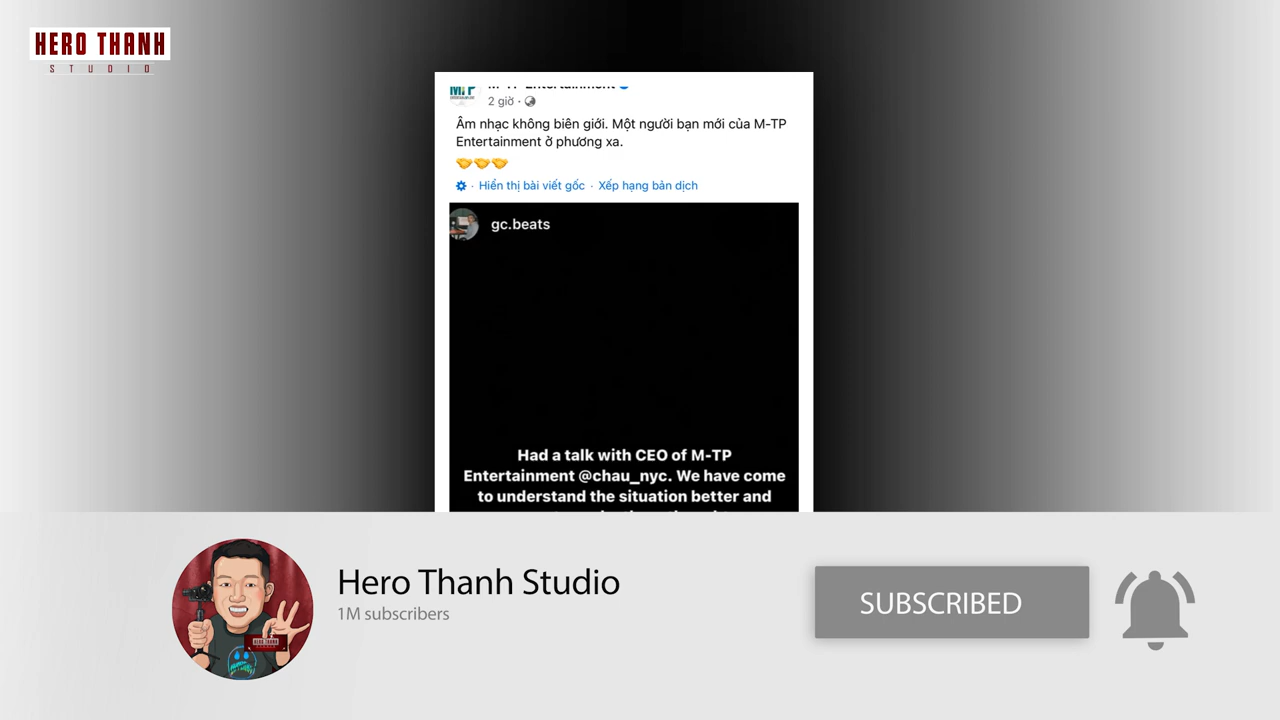 HERO THANH
STUDIO
M-TP Entertainment
2 giờ ·
Âm nhạc không biên giới. Một người bạn mới của M-TP
Entertainment ở phương xa.
🤝🤝🤝
· Hiển thị bài viết gốc · Xếp hạng bản dịch
gc.beats
Had a talk with CEO of M-TP
Entertainment @chau_nyc. We have come
to understand the situation better and
Hero Thanh Studio
1M subscribers
SUBSCRIBED